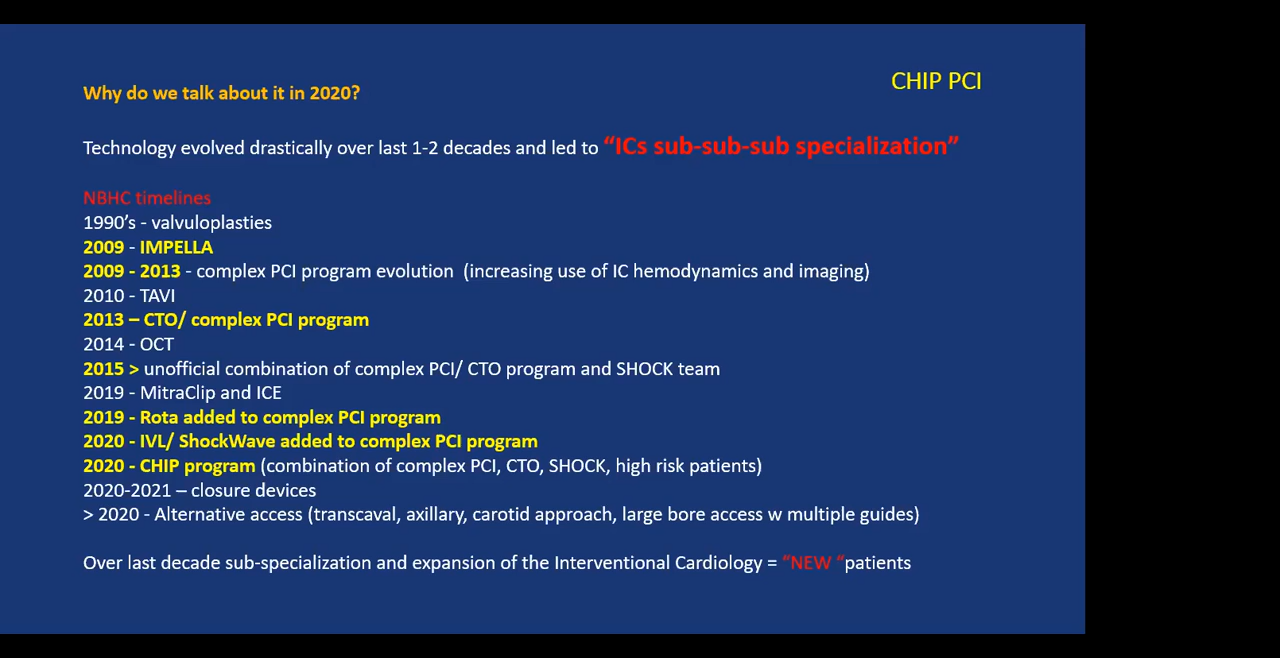 CHIP PCI
Why do we talk about it in 2020?
Technology evolved drastically over last 1-2 decades and led to “ICs sub-sub-sub specialization”
NBHC timelines
1990’s - valvuloplasties
2009 - IMPELLA
2009 - 2013 - complex PCI program evolution (increasing use of IC hemodynamics and imaging)
2010 - TAVI
2013 – CTO/ complex PCI program
2014 - OCT
2015 > unofficial combination of complex PCI/ CTO program and SHOCK team
2019 - MitraClip and ICE
2019 - Rota added to complex PCI program
2020 - IVL/ ShockWave added to complex PCI program
2020 - CHIP program (combination of complex PCI, CTO, SHOCK, high risk patients)
2020-2021 – closure devices
> 2020 - Alternative access (transcaval, axillary, carotid approach, large bore access w multiple guides)
Over last decade sub-specialization and expansion of the Interventional Cardiology = “NEW “patients